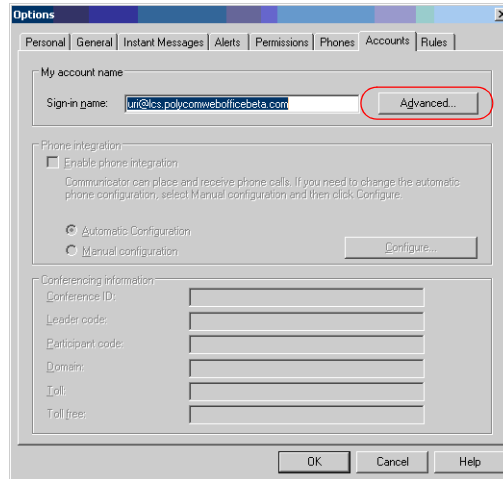 Options
Personal General Instant Messages Alerts Permissions Phones Accounts Rules
My account name
Sign-in name: uri@lcs.polycomwebofficebeta.com Advanced...
Phone integration
Enable phone integration
Communicator can place and receive phone calls. If you need to change the automatic
phone configuration, select Manual configuration and then click Configure.
Automatic Configuration
Manual configuration Configure...
Conferencing information
Conference ID:
Leader code:
Participant code:
Domain:
Toll:
Toll free:
OK Cancel Help